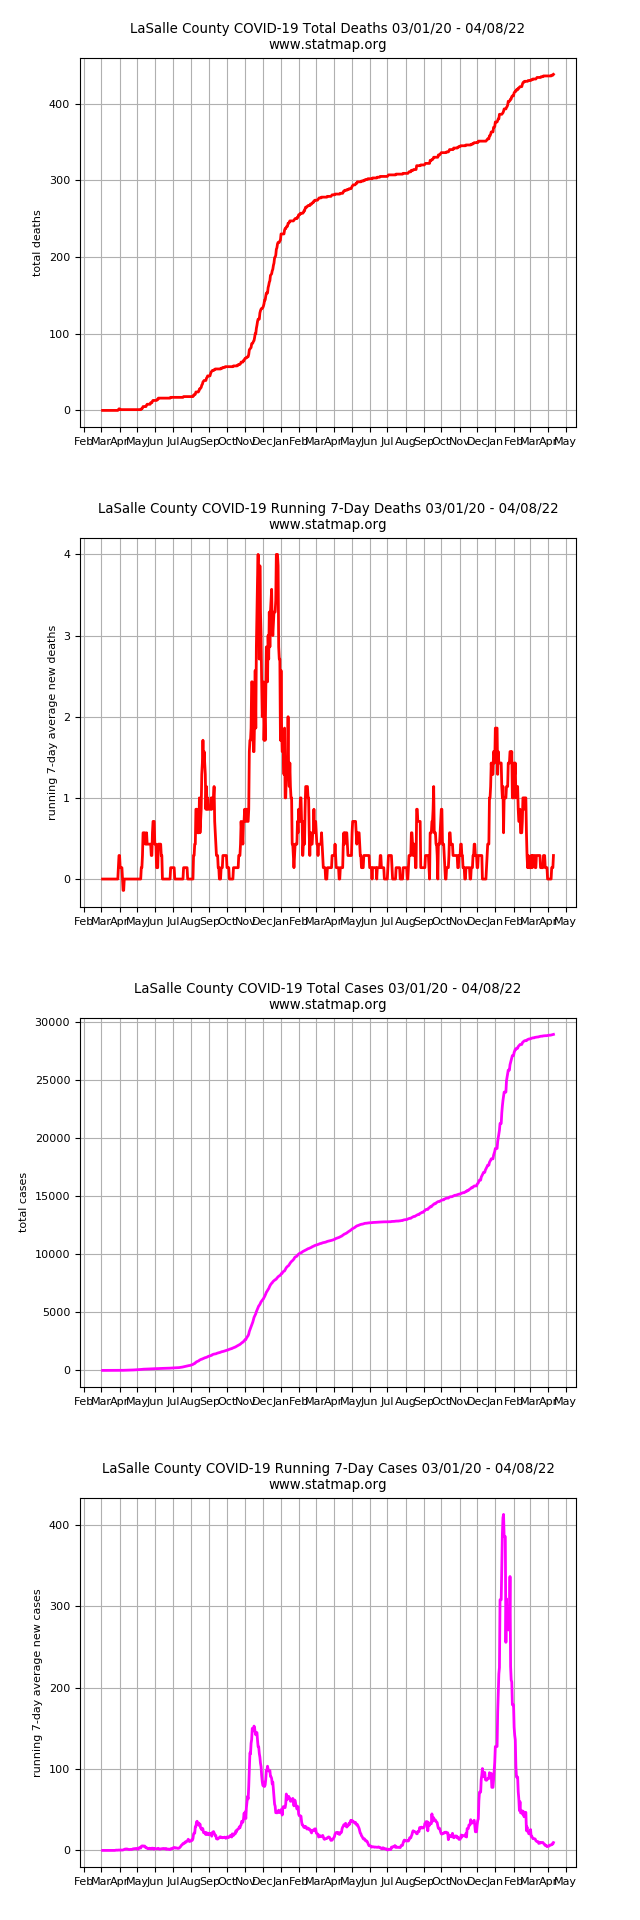 LaSalle County COVID-19 Total Deaths 03/01/20 - 04/08/22
www.statmap.org
400
300
200
100
0
total deaths
Feb Mar Apr May Jun Jul Aug Sep Oct Nov Dec Jan Feb Mar Apr May Jun Jul Aug Sep Oct Nov Dec Jan Feb Mar Apr May
LaSalle County COVID-19 Running 7-Day Deaths 03/01/20 - 04/08/22
www.statmap.org
4
3
2
1
0
running 7-day average new deaths
Feb Mar Apr May Jun Jul Aug Sep Oct Nov Dec Jan Feb Mar Apr May Jun Jul Aug Sep Oct Nov Dec Jan Feb Mar Apr May
LaSalle County COVID-19 Total Cases 03/01/20 - 04/08/22
www.statmap.org
30000
25000
20000
15000
10000
5000
0
total cases
Feb Mar Apr May Jun Jul Aug Sep Oct Nov Dec Jan Feb Mar Apr May Jun Jul Aug Sep Oct Nov Dec Jan Feb Mar Apr May
LaSalle County COVID-19 Running 7-Day Cases 03/01/20 - 04/08/22
www.statmap.org
400
300
200
100
0
running 7-day average new cases
Feb Mar Apr May Jun Jul Aug Sep Oct Nov Dec Jan Feb Mar Apr May Jun Jul Aug Sep Oct Nov Dec Jan Feb Mar Apr May